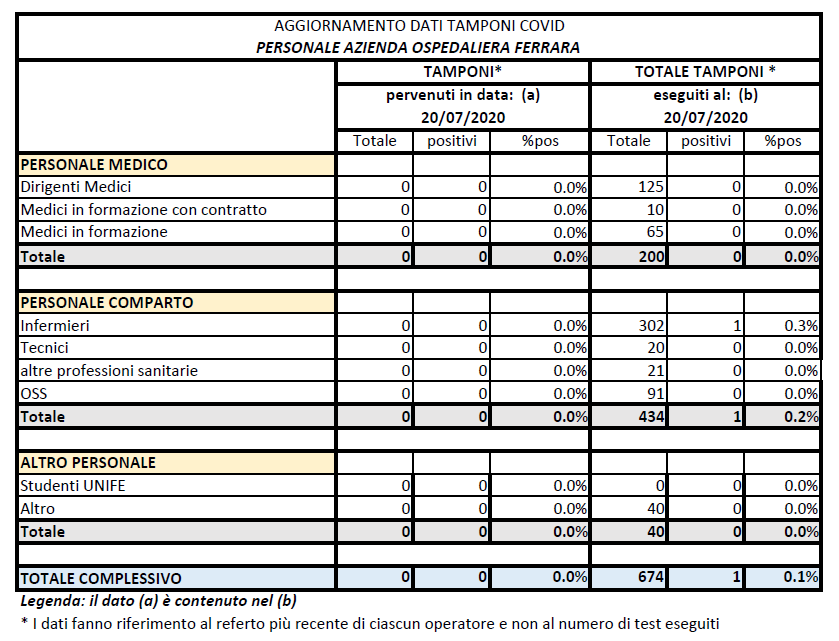 AGGIORNAMENTO DATI TAMPONI COVID
PERSONALE AZIENDA OSPEDALIERA FERRARA
TAMPONI* TOTALE TAMPONI *
pervenuti in data: (a) eseguiti al: (b)
20/07/2020 20/07/2020
Totale positivi %pos Totale positivi %pos
PERSONALE MEDICO
Dirigenti Medici 0 0 0.0% 125 0 0.0%
Medici in formazione con contratto 0 0 0.0% 10 0 0.0%
Medici in formazione 0 0 0.0% 65 0 0.0%
Totale 0 0 0.0% 200 0 0.0%
PERSONALE COMPARTO
Infermieri 0 0 0.0% 302 1 0.3%
Tecnici 0 0 0.0% 20 0 0.0%
altre professioni sanitarie 0 0 0.0% 21 0 0.0%
OSS 0 0 0.0% 91 0 0.0%
Totale 0 0 0.0% 434 1 0.2%
ALTRO PERSONALE
Studenti UNIFE 0 0 0.0% 0 0 0.0%
Altro 0 0 0.0% 40 0 0.0%
Totale 0 0 0.0% 40 0 0.0%
TOTALE COMPLESSIVO 0 0 0.0% 674 1 0.1%
Legenda: il dato (a) è contenuto nel (b)
* I dati fanno riferimento al referto più recente di ciascun operatore e non al numero di test eseguiti